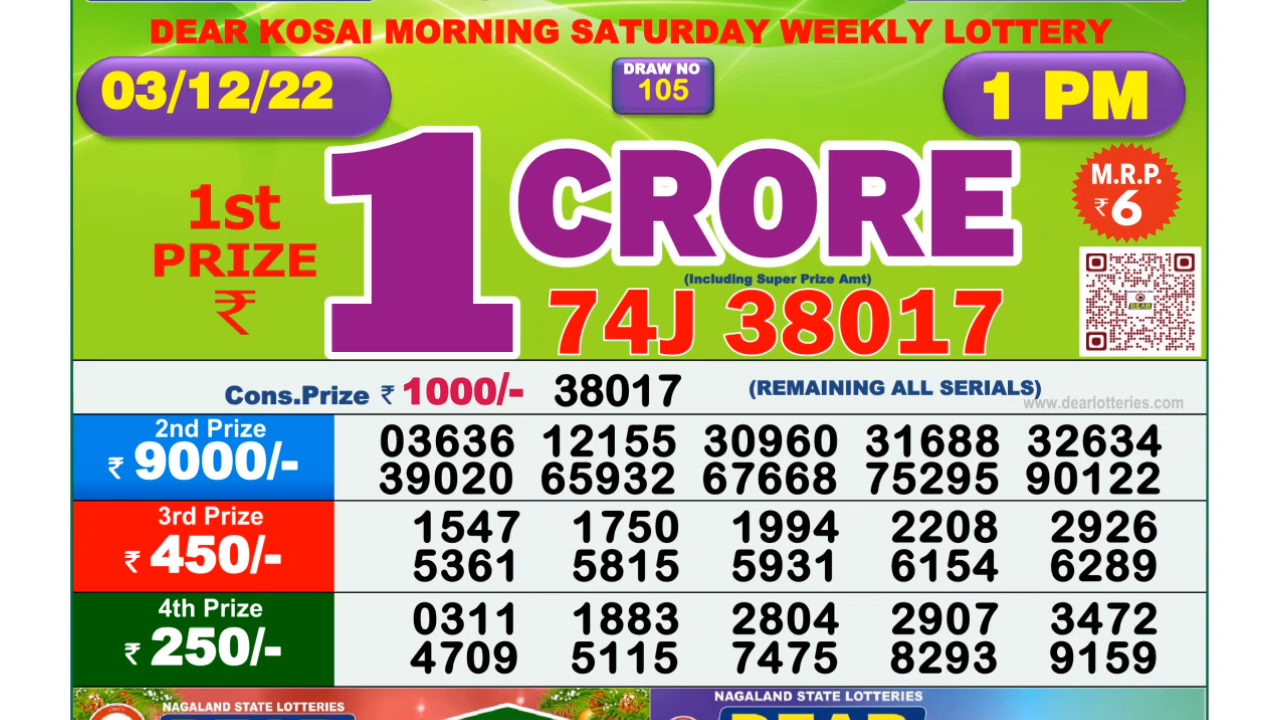 DEAR KOSAI MORNING SATURDAY WEEKLY LOTTERY
03/12/22
DRAW NO
105
1 PM
1st
PRIZE
₹
1 CRORE
(Including Super Prize Amt)
74J 38017
M.R.P.
₹ 6
Cons.Prize ₹ 1000/- 38017 (REMAINING ALL SERIALS)
www.dearlotteries.com
2nd Prize
₹ 9000/-
03636 12155 30960 31688 32634
39020 65932 67668 75295 90122
3rd Prize
₹ 450/-
1547 1750 1994 2208 2926
5361 5815 5931 6154 6289
4th Prize
₹ 250/-
0311 1883 2804 2907 3472
4709 5115 7475 8293 9159
NAGALAND STATE LOTTERIES
NAGALAND STATE LOTTERIES
DEAR